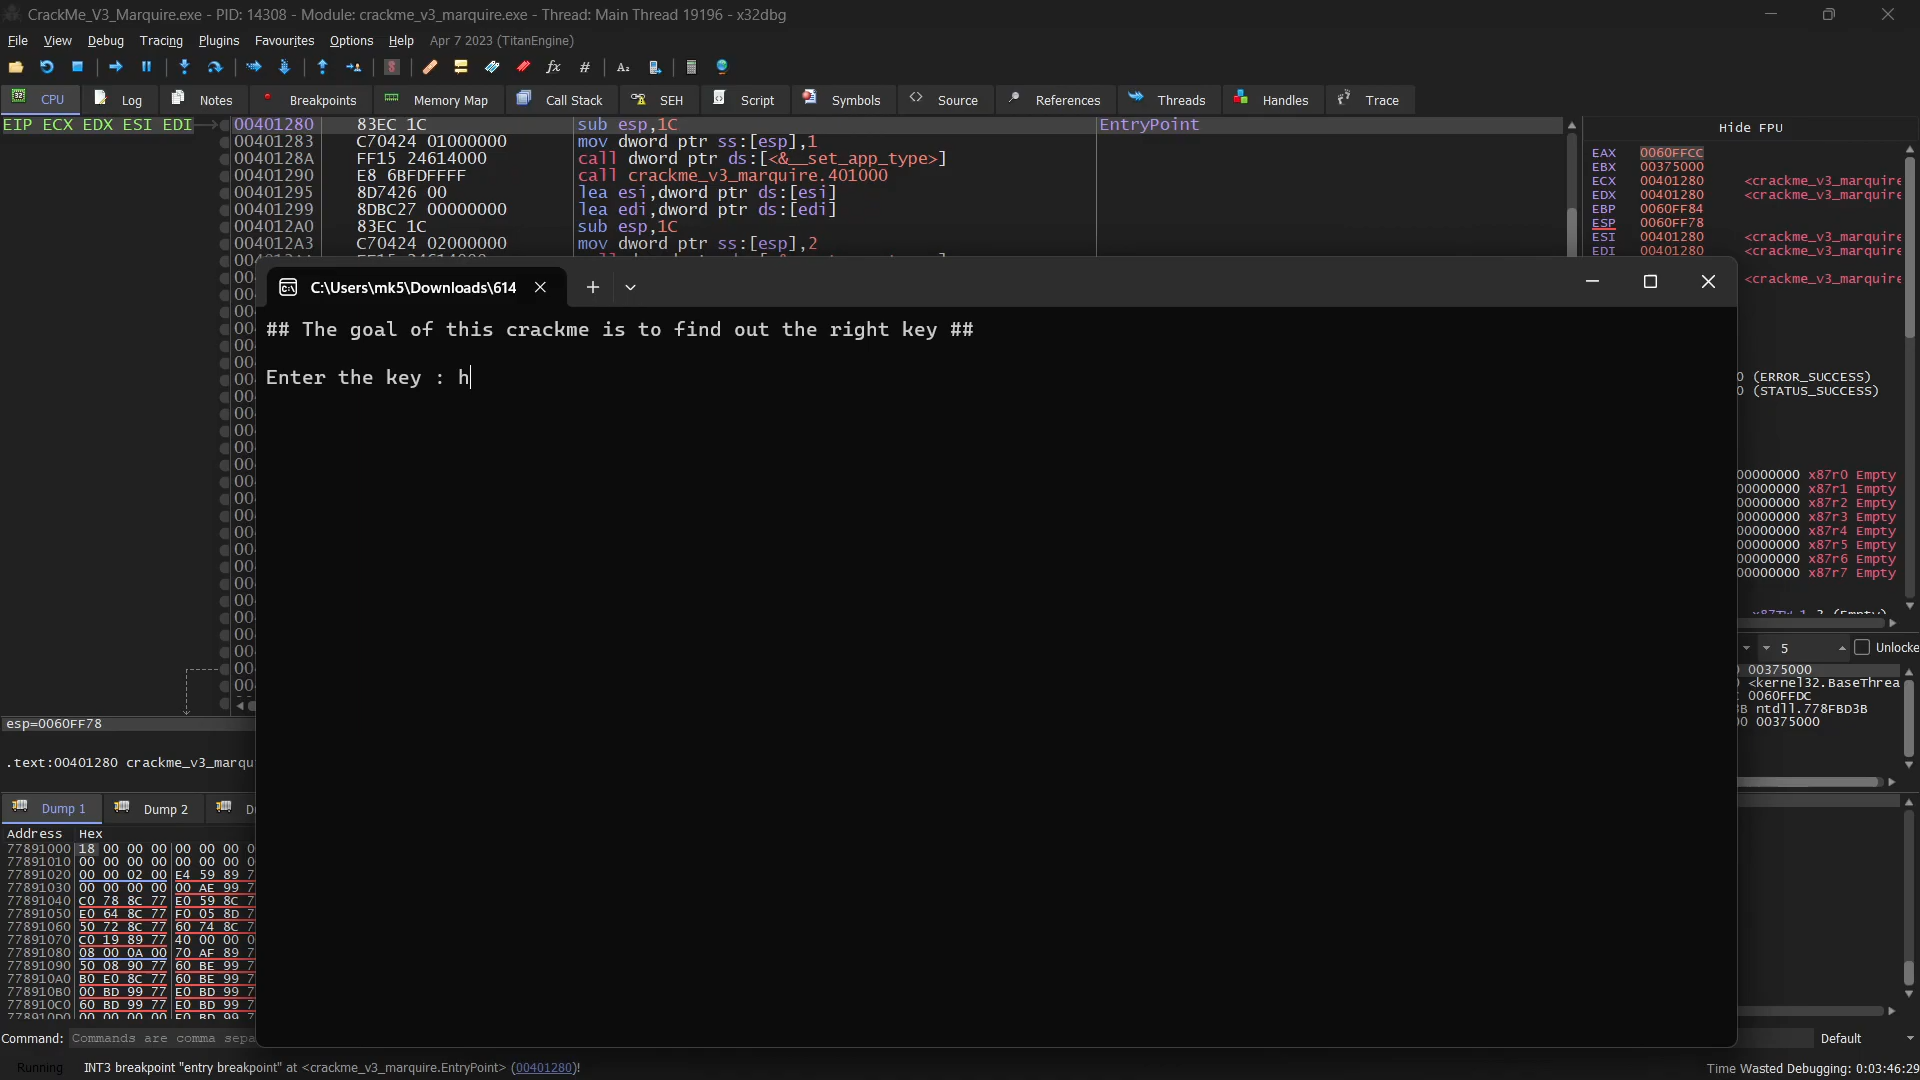 CrackMe_V3_Marquire.exe - PID: 14308 - Module: crackme_v3_marquire.exe - Thread: Main Thread 19196 - x32dbg
File View Debug Tracing Plugins Favourites Options Help Apr 7 2023 (TitanEngine)
CPU Log Notes Breakpoints Memory Map Call Stack SEH Script Symbols Source References Threads Handles Trace
EIP ECX EDX ESI EDI
00401280 83EC 1C sub esp,1C EntryPoint
00401283 C70424 01000000 mov dword ptr ss:[esp],1
0040128A FF15 24614000 call dword ptr ds:[<&__set_app_type>]
00401290 E8 6BFDFFFF call crackme_v3_marquire.401000
00401295 8D7426 00 lea esi,dword ptr ds:[esi]
00401299 8DBC27 00000000 lea edi,dword ptr ds:[edi]
004012A0 83EC 1C sub esp,1C
004012A3 C70424 02000000 mov dword ptr ss:[esp],2
Hide FPU
EAX 0060FFCC
EBX 00375000
ECX 00401280 <crackme_v3_marquire
EDX 00401280 <crackme_v3_marquire
EBP 0060FF84
ESP 0060FF78
ESI 00401280 <crackme_v3_marquire
EDI 00401280 <crackme_v3_marquire
<crackme_v3_marquire
C:\Users\mk5\Downloads\614
## The goal of this crackme is to find out the right key ##
Enter the key : h
0 (ERROR_SUCCESS)
0 (STATUS_SUCCESS)
00000000 x87r0 Empty
00000000 x87r1 Empty
00000000 x87r2 Empty
00000000 x87r3 Empty
00000000 x87r4 Empty
00000000 x87r5 Empty
00000000 x87r6 Empty
00000000 x87r7 Empty
5 Unlocke
00375000
<kernel32.BaseThrea
0060FFDC
ntdll.778FBD3B
00375000
esp=0060FF78
.text:00401280 crackme_v3_marqu
Dump 1 Dump 2
Address Hex
77891000 18 00 00 00 00 00 00 0
77891010 00 00 00 00 00 00 00 0
77891020 00 00 02 00 E4 59 89 7
77891030 00 00 00 00 00 AE 99 7
77891040 C0 78 8C 77 E0 59 8C 7
77891050 E0 64 8C 77 F0 05 8D 7
77891060 50 72 8C 77 60 74 8C 7
77891070 C0 19 89 77 40 00 00 0
77891080 08 00 0A 00 70 AF 89 7
77891090 50 08 90 77 60 BE 99 7
778910A0 B0 E0 8C 77 60 BE 99 7
778910B0 00 BD 99 77 E0 BD 99 7
778910C0 60 BD 99 77 E0 BD 99 7
Command: Commands are comma sepa
Default
Running INT3 breakpoint "entry breakpoint" at <crackme_v3_marquire.EntryPoint> (00401280)!
Time Wasted Debugging: 0:03:46:29